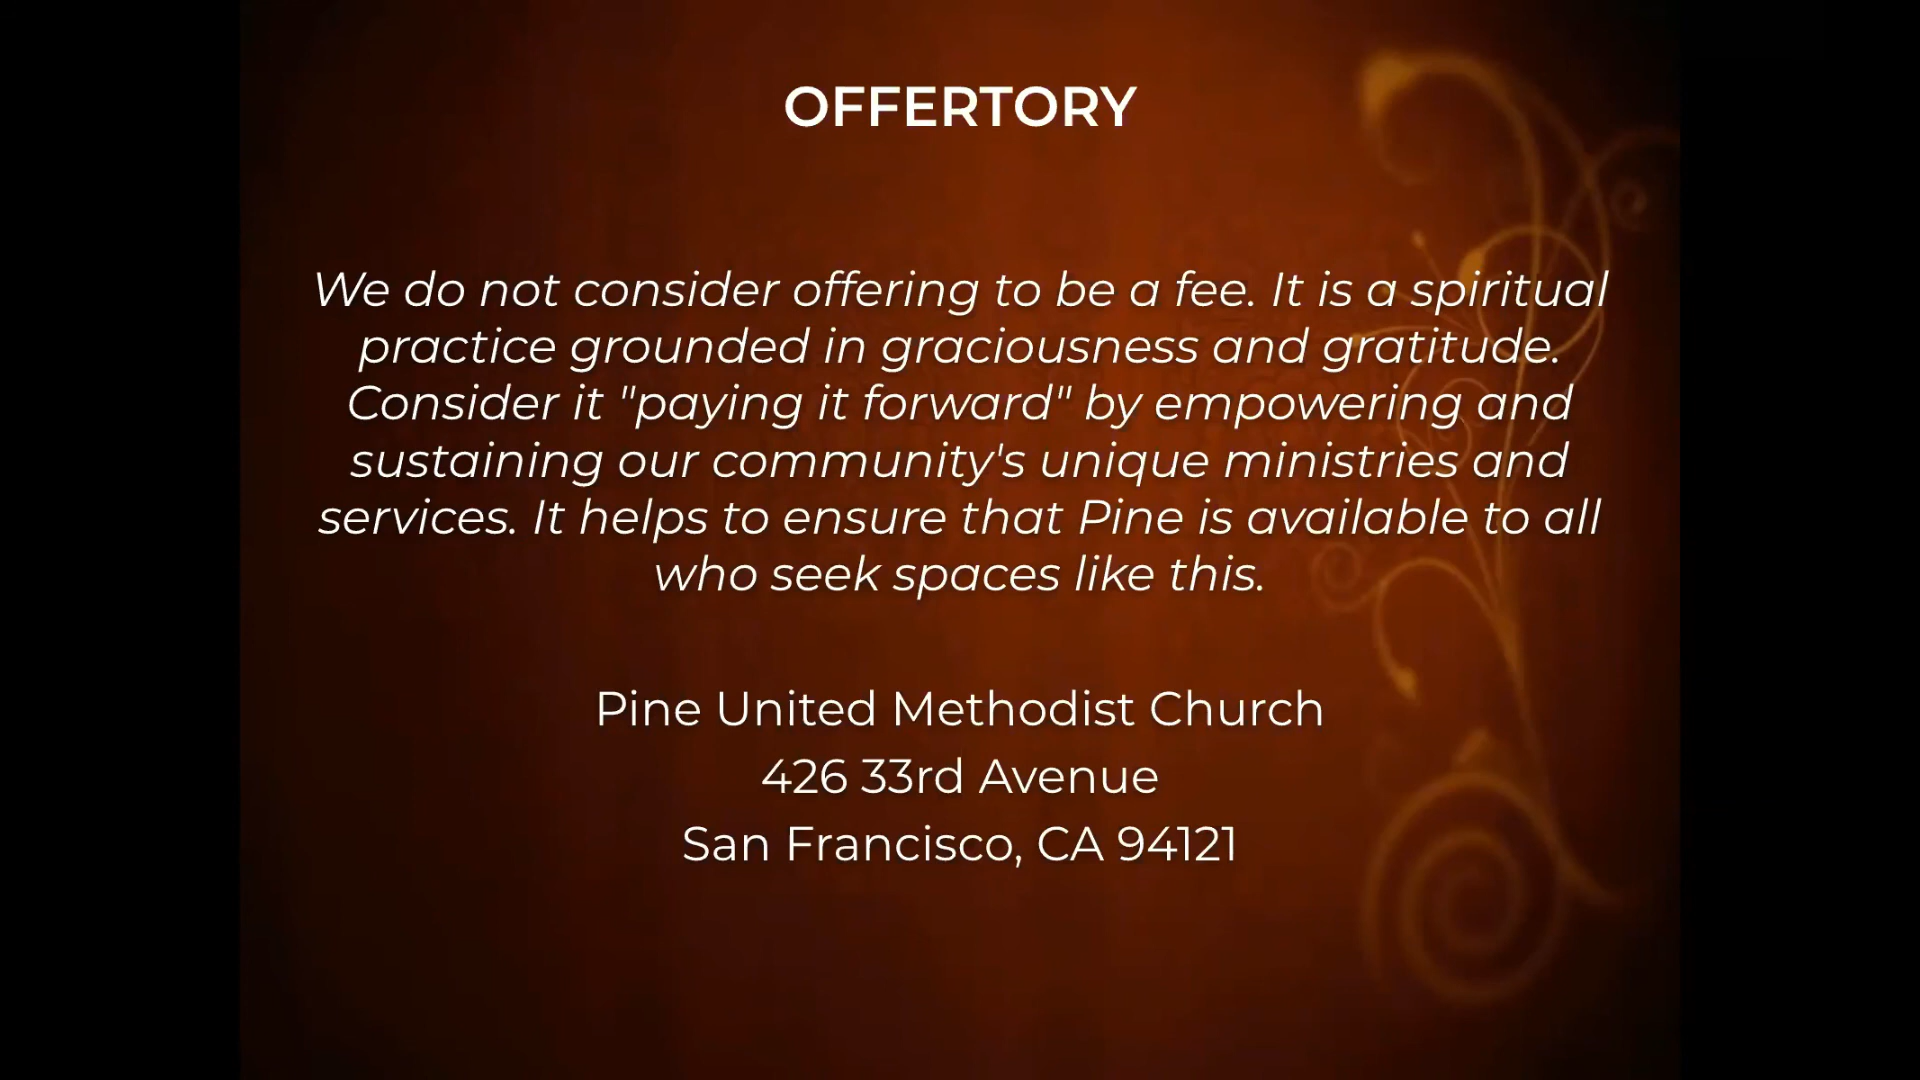 OFFERTORY
We do not consider offering to be a fee. It is a spiritual
practice grounded in graciousness and gratitude.
Consider it "paying it forward" by empowering and
sustaining our community's unique ministries and
services. It helps to ensure that Pine is available to all
who seek spaces like this.
Pine United Methodist Church
426 33rd Avenue
San Francisco, CA 94121